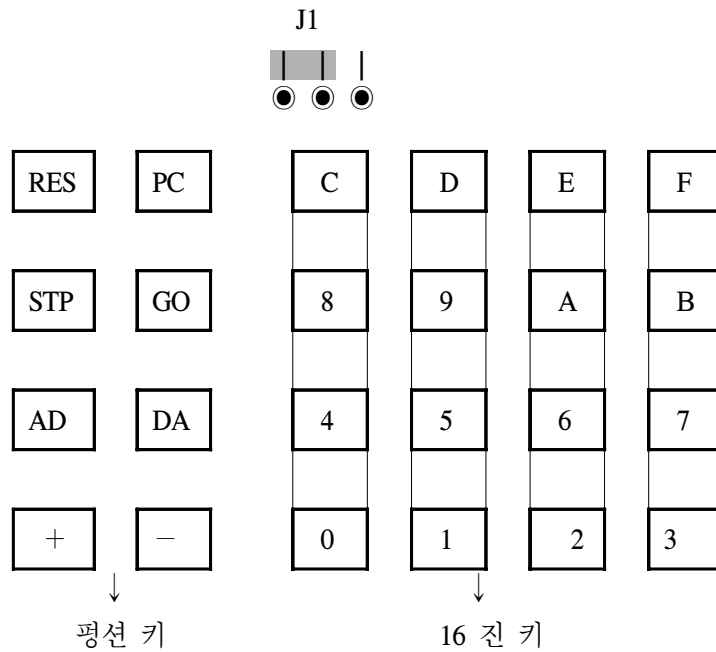 J1
RES PC C D E F
STP GO 8 9 A B
AD DA 4 5 6 7
+ − 0 1 2 3
↓ ↓
펑션 키 16 진 키